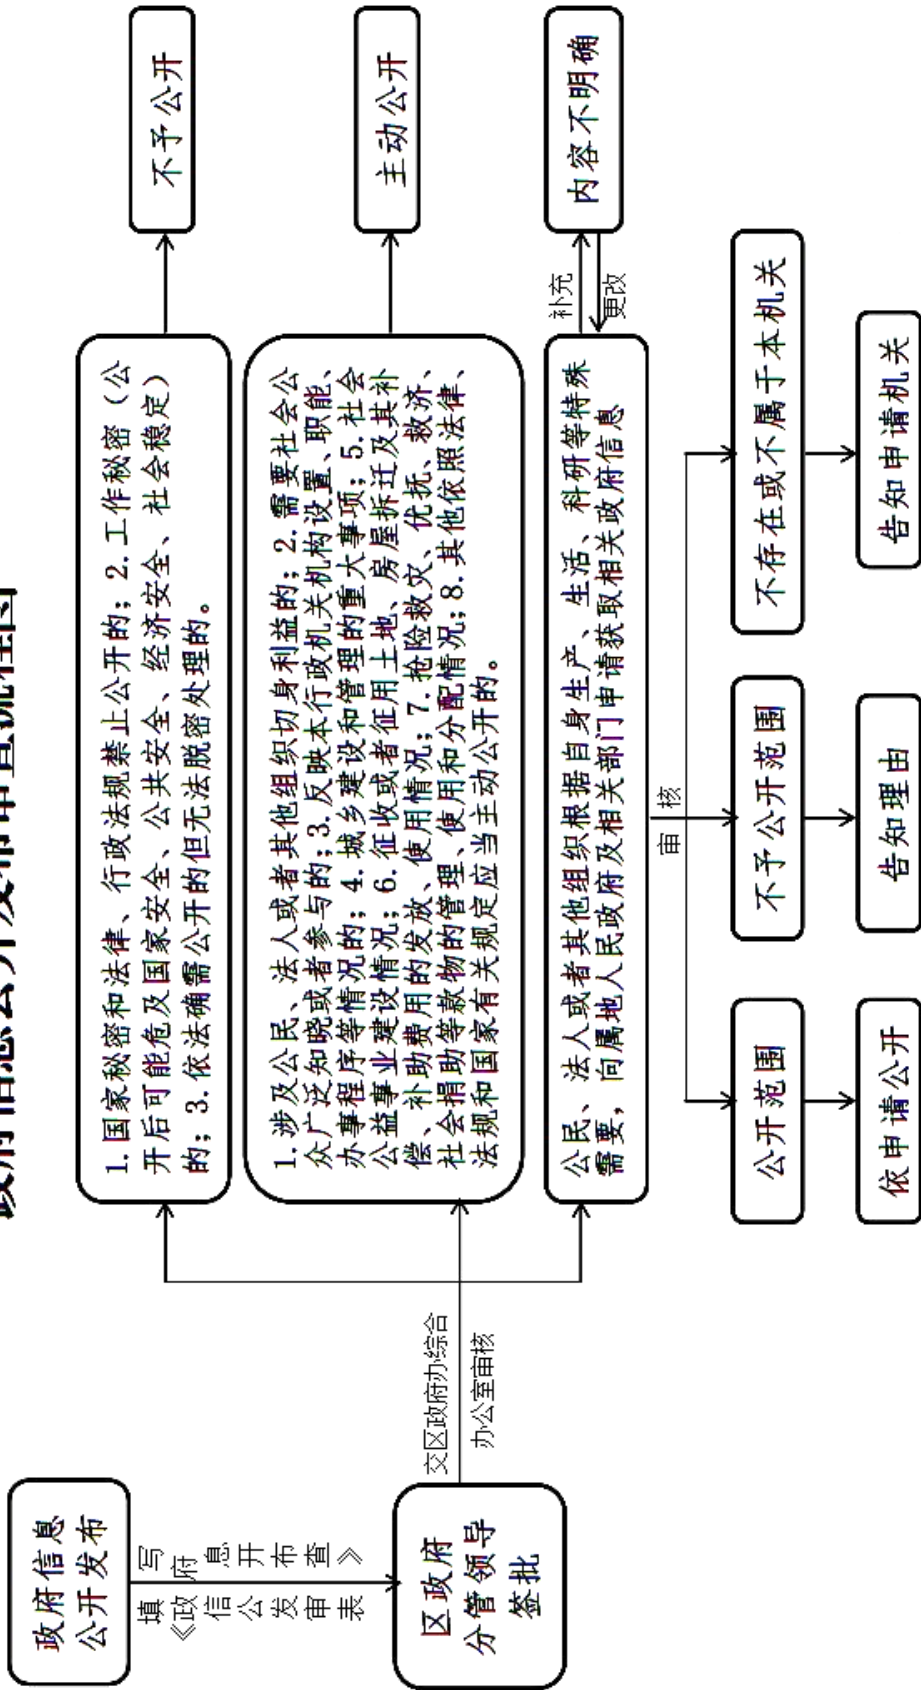 政府信息公开发布审查流程图
政府信息
公开发布
填写
《政府
信息
公开
发布
审查
表》
区政府
分管领导
签批
交区政府办综合
办公室审核
1.国家秘密和法律、行政法规禁止公开的；2.工作秘密（公
开后可能危及国家安全、公共安全、经济安全、社会稳定）
的；3.依法确需公开的但无法脱密处理的。
不予公开
1.涉及公民、法人或者其他组织切身利益的；2.需要社会公
众广泛知晓或者参与的；3.反映本行政机关机构设置、职能、
办事程序等情况的；4.城乡建设和管理的重大事项；5.社会
公益事业建设情况；6.征收或者征用土地、房屋拆迁及其补
偿、补助费用的发放、使用情况；7.抢险救灾、优抚、救济、
社会捐助等款物的管理、使用和分配情况；8.其他依照法律、
法规和国家有关规定应当主动公开的。
主动公开
公民、法人或者其他组织根据自身生产、生活、科研等特殊
需要，向属地人民政府及相关部门申请获取相关政府信息
补充
更改
内容不明确
审核
公开范围
不予公开范围
不存在或不属于本机关
依申请公开
告知理由
告知申请机关